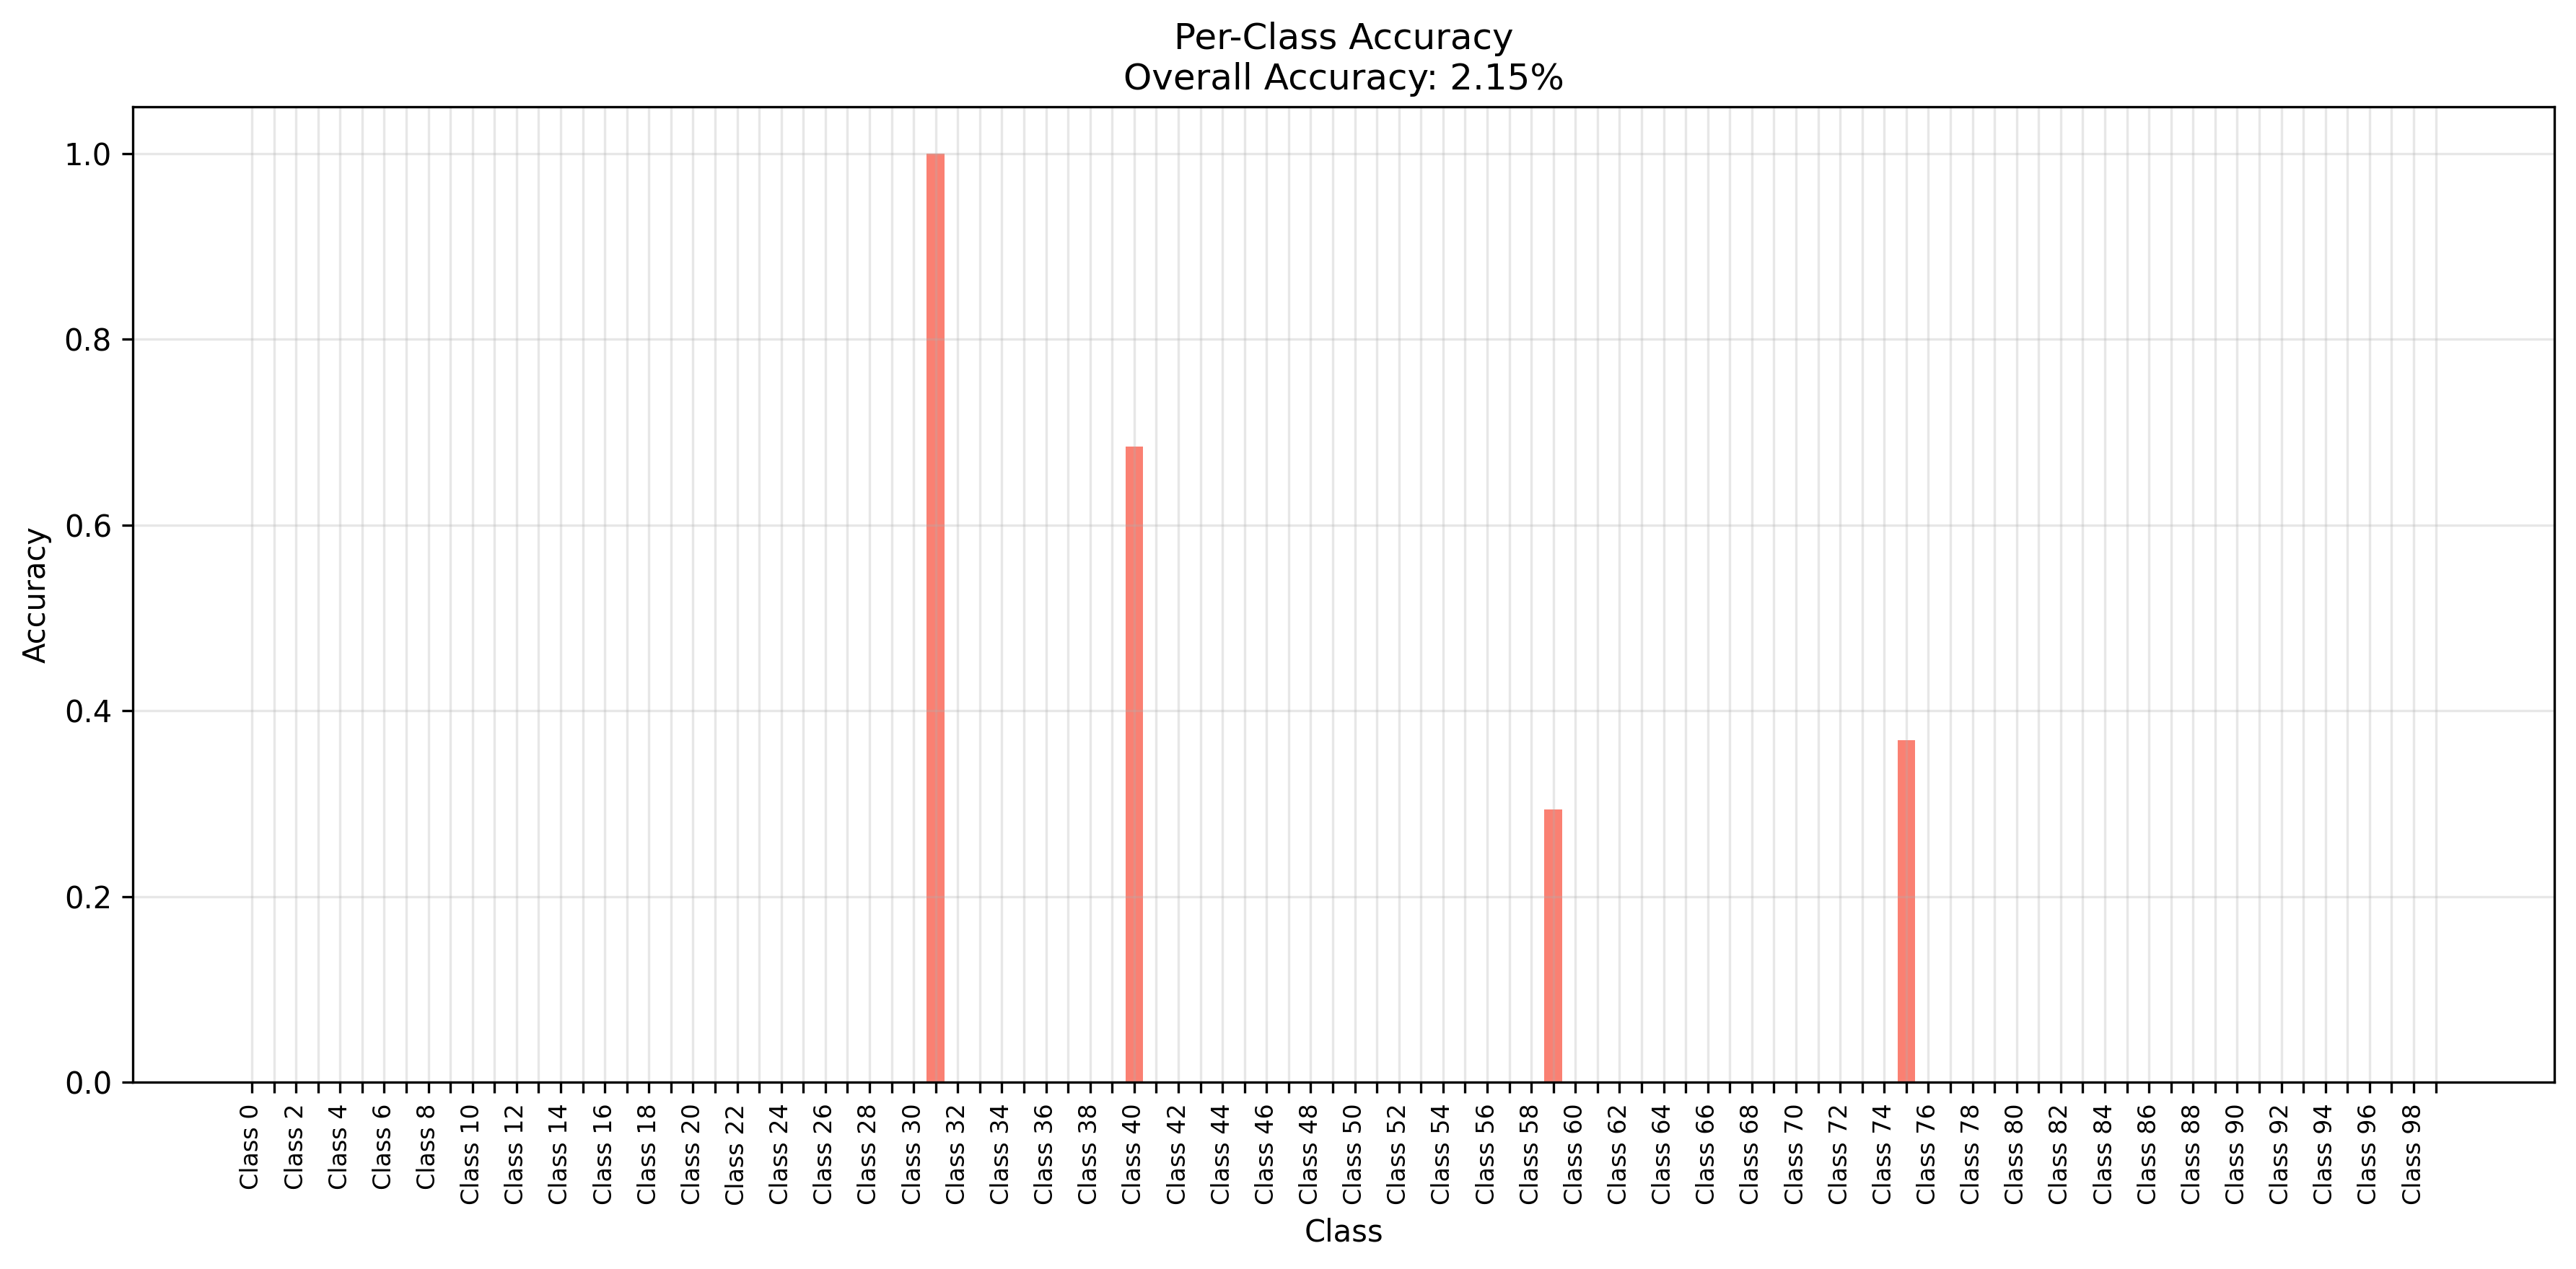 Per-Class Accuracy
Overall Accuracy: 2.15%
Accuracy
1.0
0.8
0.6
0.4
0.2
0.0
Class 0
Class 2
Class 4
Class 6
Class 8
Class 10
Class 12
Class 14
Class 16
Class 18
Class 20
Class 22
Class 24
Class 26
Class 28
Class 30
Class 32
Class 34
Class 36
Class 38
Class 40
Class 42
Class 44
Class 46
Class 48
Class 50
Class 52
Class 54
Class 56
Class 58
Class 60
Class 62
Class 64
Class 66
Class 68
Class 70
Class 72
Class 74
Class 76
Class 78
Class 80
Class 82
Class 84
Class 86
Class 88
Class 90
Class 92
Class 94
Class 96
Class 98
Class